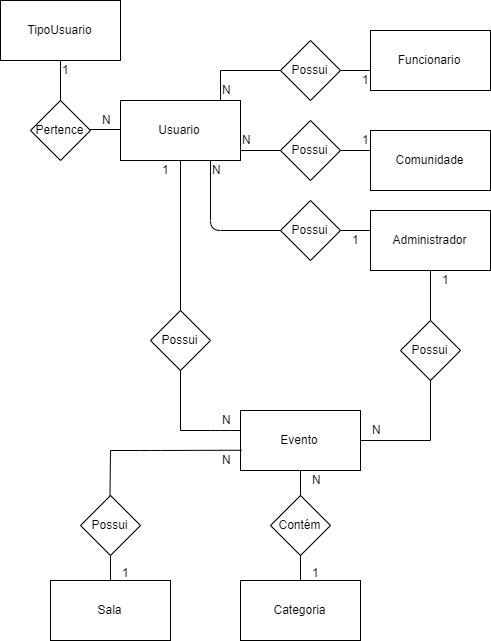 TipoUsuario
1
Pertence
N
Usuario
N
Possui
1
Funcionario
N
Possui
1
Comunidade
N
Possui
1
Administrador
1
Possui
N
1
Possui
N
Evento
N
Possui
1
Sala
N
Contém
1
Categoria